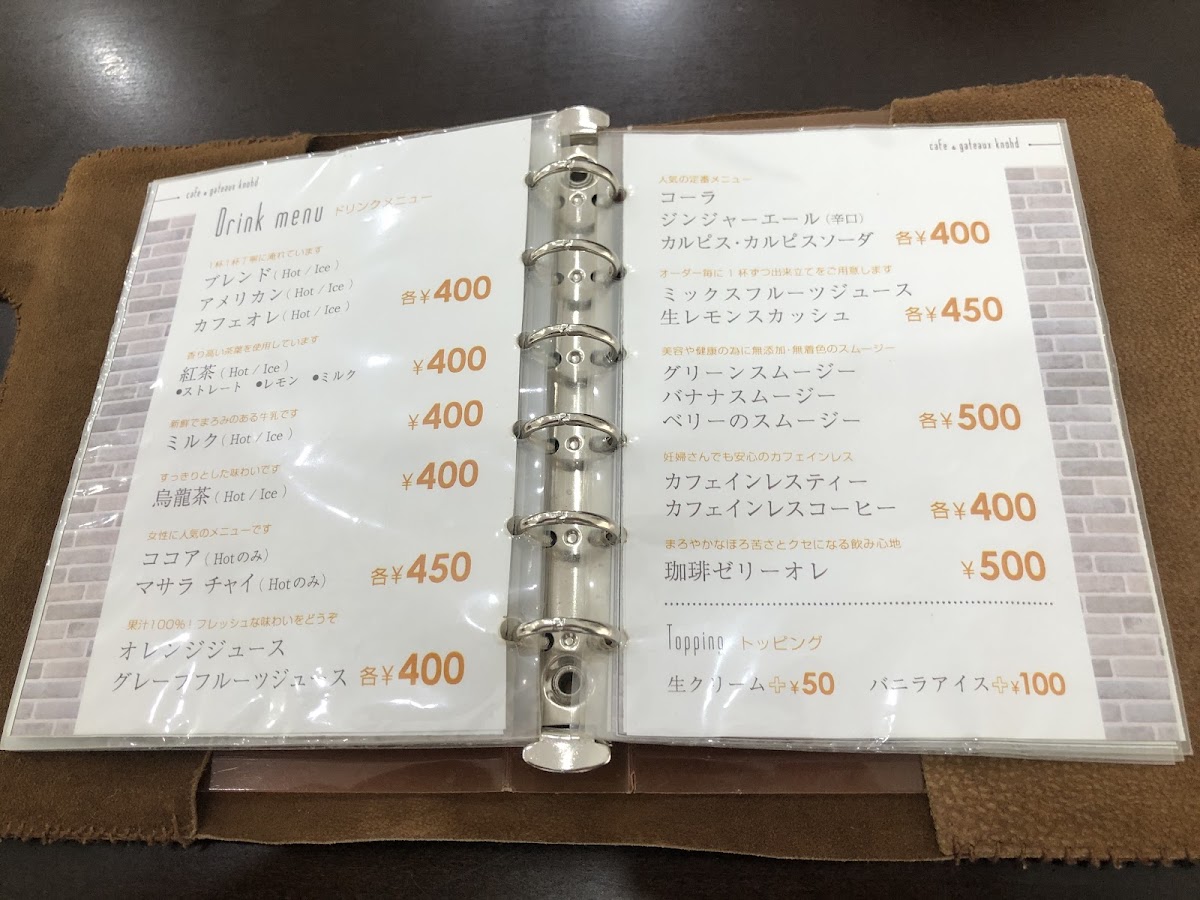 cafe & gateaux knohd
Drink menu ドリンクメニュー
1杯1杯丁寧に淹れています
ブレンド(Hot / Ice)
アメリカン(Hot / Ice)
カフェオレ(Hot / Ice)
各¥400
香り高い茶葉を使用しています
紅茶(Hot / Ice) ¥400
●ストレート ●レモン ●ミルク
新鮮でまろみのある牛乳です
ミルク(Hot / Ice) ¥400
すっきりとした味わいです
烏龍茶(Hot / Ice) ¥400
女性に人気のメニューです
ココア(Hotのみ)
マサラ チャイ(Hotのみ) 各¥450
果汁100%!フレッシュな味わいをどうぞ
オレンジジュース
グレープフルーツジュース 各¥400
cafe & gateaux knohd
人気の定番メニュー
コーラ
ジンジャーエール(辛口)
カルピス・カルピスソーダ 各¥400
オーダー毎に1杯ずつ出来立てをご用意します
ミックスフルーツジュース
生レモンスカッシュ 各¥450
美容や健康の為に無添加・無着色のスムージー
グリーンスムージー
バナナスムージー
ベリーのスムージー 各¥500
妊婦さんでも安心のカフェインレス
カフェインレスティー
カフェインレスコーヒー 各¥400
まろやかなほろ苦さとクセになる飲み心地
珈琲ゼリーオレ ¥500
Topping トッピング
生クリーム+¥50 バニラアイス+¥100